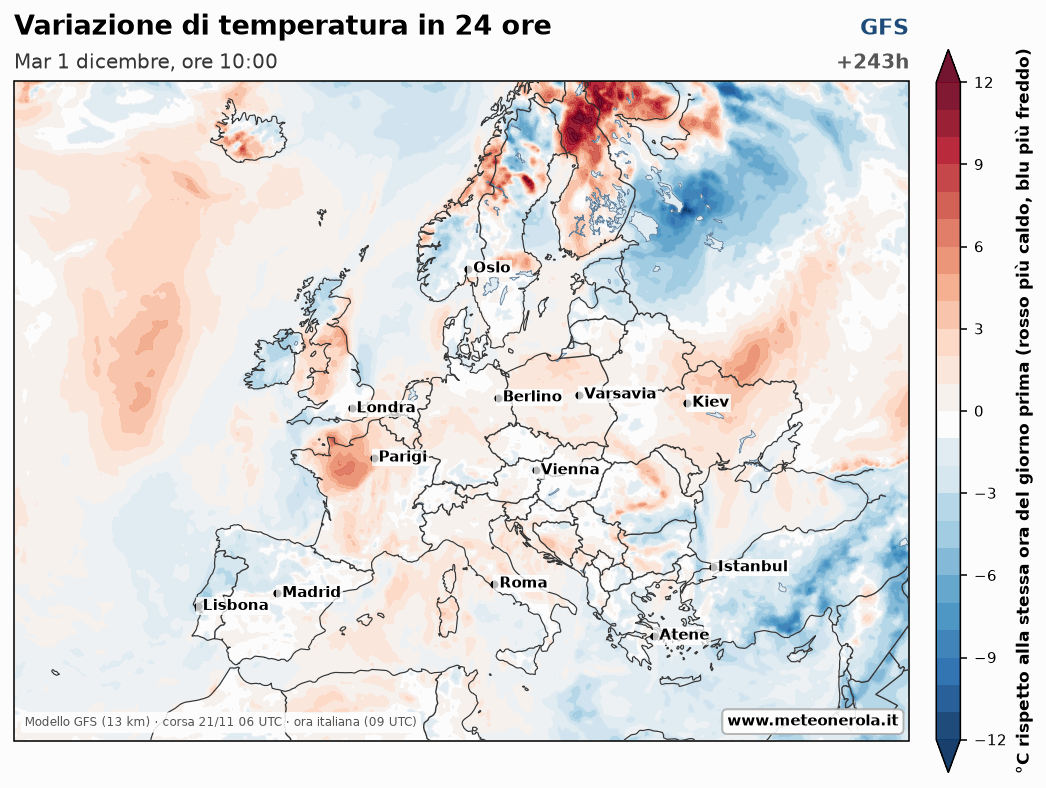 Variazione di temperatura in 24 ore
GFS
Mar 1 dicembre, ore 10:00
+243h
Oslo
Londra
Berlino
Varsavia
Kiev
Parigi
Vienna
Istanbul
Roma
Madrid
Lisbona
Atene
Modello GFS (13 km) · corsa 21/11 06 UTC · ora italiana (09 UTC)
www.meteonerola.it
12
9
6
3
0
−3
−6
−9
−12
°C rispetto alla stessa ora del giorno prima (rosso più caldo, blu più freddo)